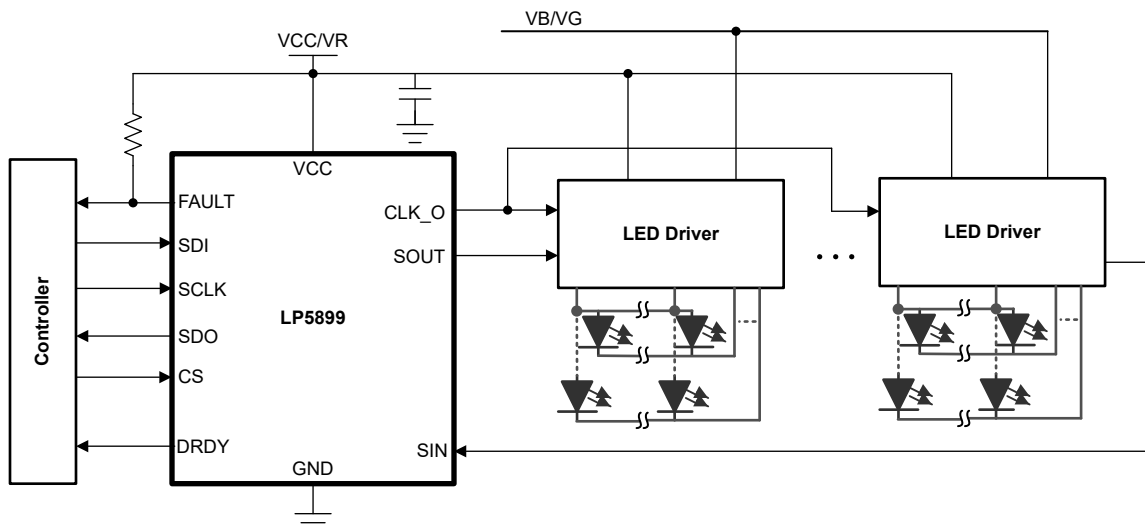 VB/VG
VCC/VR
VCC
FAULT
SDI
SCLK
SDO
CS
DRDY
Controller
LP5899
CLK_O
SOUT
SIN
GND
LED Driver
LED Driver